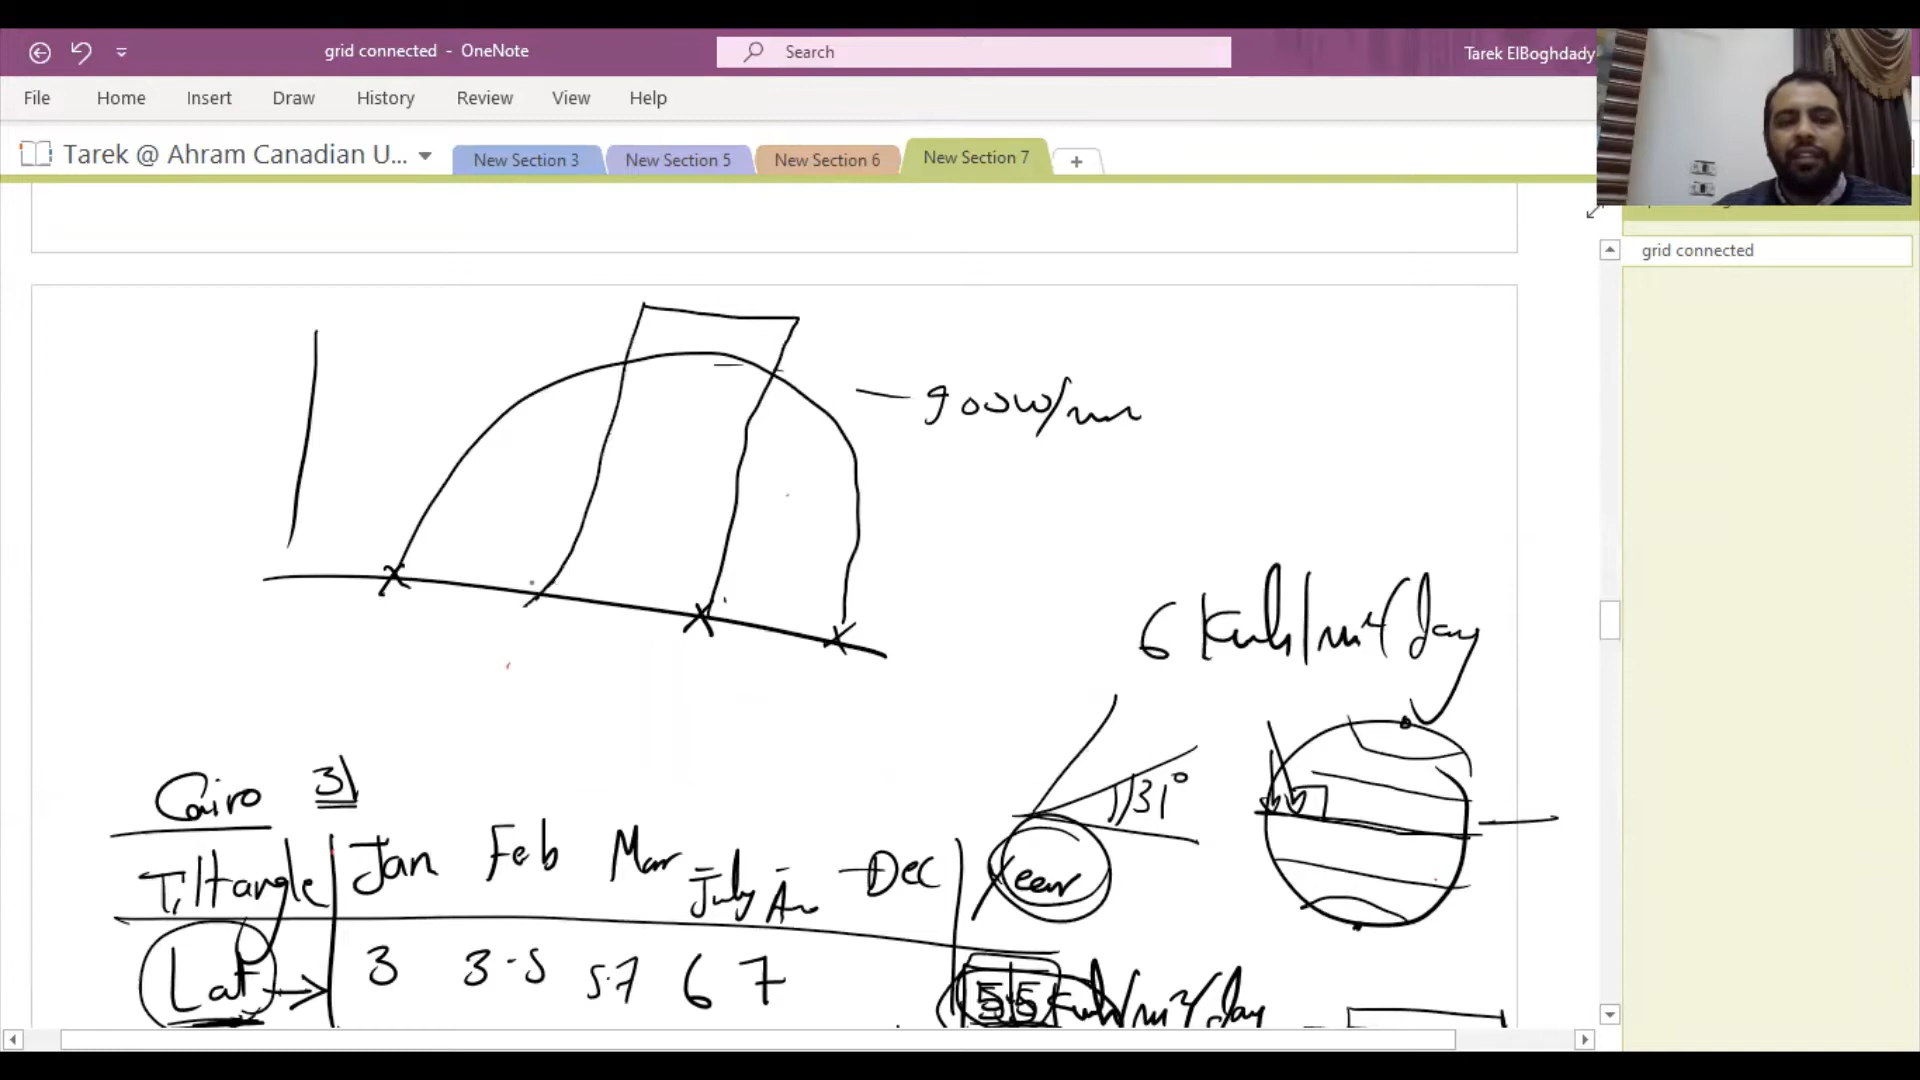 grid connected - OneNote
Search
Tarek ElBoghdady
File Home Insert Draw History Review View Help
Tarek @ Ahram Canadian U...
New Section 3
New Section 5
New Section 6
New Section 7
grid connected
900W/m
6 Kwh/m²/day
31°
Cairo 31
Tiltangle Jan Feb Mar July Au Dec Year
Lat 3 3.5 5.7 6 7 5.5 Kwh/m²/day